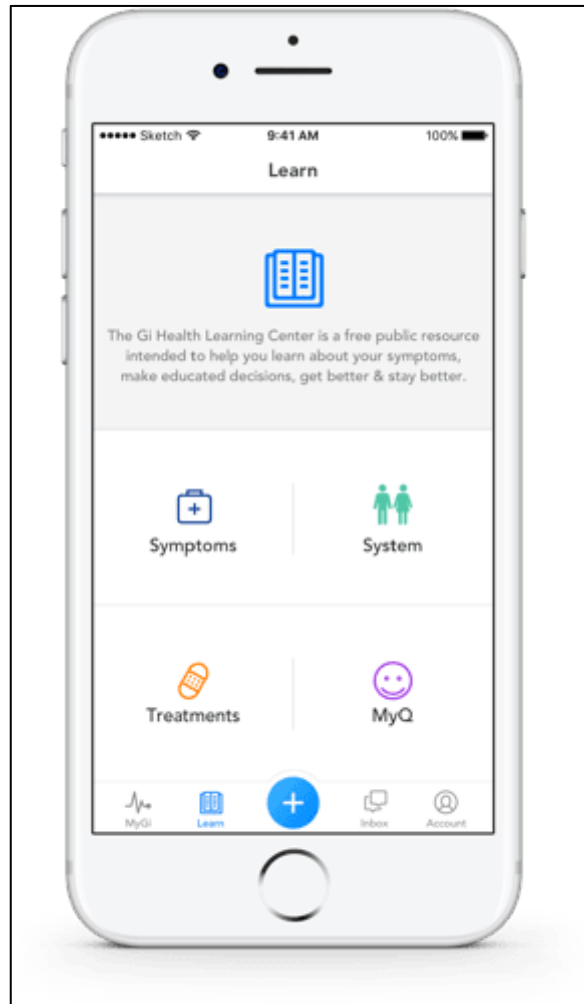 Sketch 9:41 AM 100%
Learn
The Gi Health Learning Center is a free public resource
intended to help you learn about your symptoms,
make educated decisions, get better & stay better.
Symptoms System
Treatments MyQ
MyGi Learn + Inbox Account